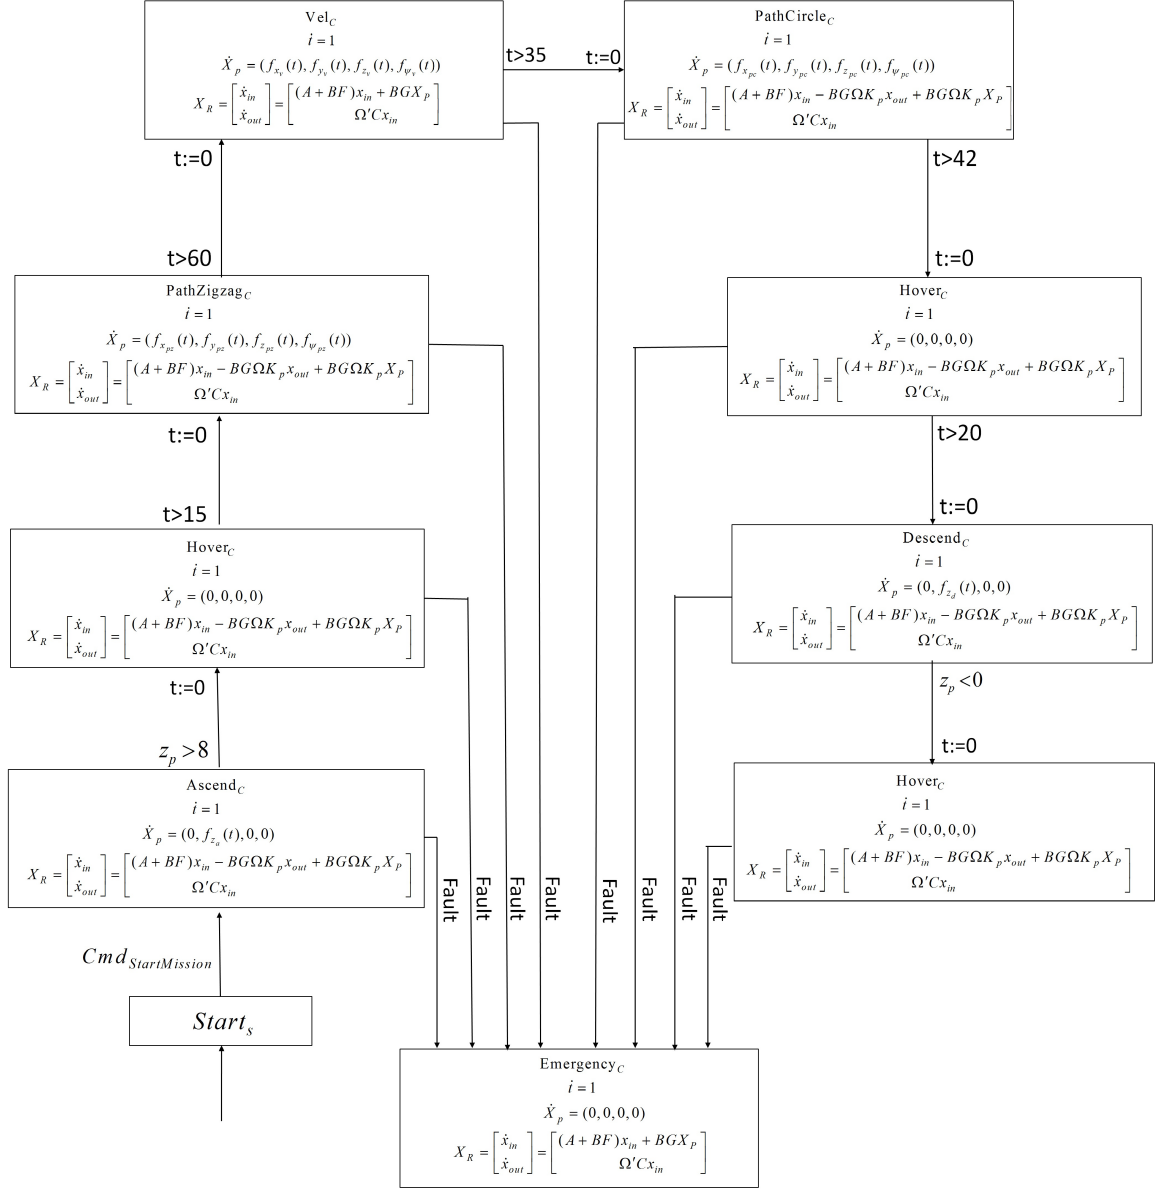 Vel_C
i̇ = 1
Ẋ_p = (f_{x_v}(t), f_{y_v}(t), f_{z_v}(t), f_{ψ_v}(t))
X_R = [ẋ_in; ẋ_out] = [(A + BF)x_in + BGX_P; Ω′Cx_in]
t>35
t:=0
PathCircle_C
i̇ = 1
Ẋ_p = (f_{x_pc}(t), f_{y_pc}(t), f_{z_pc}(t), f_{ψ_pc}(t))
X_R = [ẋ_in; ẋ_out] = [(A + BF)x_in − BGΩK_p x_out + BGΩK_p X_P; Ω′Cx_in]
t:=0
t>60
PathZigzag_C
i̇ = 1
Ẋ_p = (f_{x_pz}(t), f_{y_pz}(t), f_{z_pz}(t), f_{ψ_pz}(t))
X_R = [ẋ_in; ẋ_out] = [(A + BF)x_in − BGΩK_p x_out + BGΩK_p X_P; Ω′Cx_in]
t:=0
t>15
Hover_C
i̇ = 1
Ẋ_p = (0,0,0,0)
X_R = [ẋ_in; ẋ_out] = [(A + BF)x_in − BGΩK_p x_out + BGΩK_p X_P; Ω′Cx_in]
t:=0
z_p >8
Ascend_C
i̇ = 1
Ẋ_p = (0, f_{z_a}(t),0,0)
X_R = [ẋ_in; ẋ_out] = [(A + BF)x_in − BGΩK_p x_out + BGΩK_p X_P; Ω′Cx_in]
Cmd_StartMission
Start_s
t>42
t:=0
Hover_C
i̇ = 1
Ẋ_p = (0,0,0,0)
X_R = [ẋ_in; ẋ_out] = [(A + BF)x_in − BGΩK_p x_out + BGΩK_p X_P; Ω′Cx_in]
t>20
t:=0
Descend_C
i̇ = 1
Ẋ_p = (0, f_{z_d}(t),0,0)
X_R = [ẋ_in; ẋ_out] = [(A + BF)x_in − BGΩK_p x_out + BGΩK_p X_P; Ω′Cx_in]
z_p <0
t:=0
Hover_C
i̇ = 1
Ẋ_p = (0,0,0,0)
X_R = [ẋ_in; ẋ_out] = [(A + BF)x_in − BGΩK_p x_out + BGΩK_p X_P; Ω′Cx_in]
Fault
Fault
Fault
Fault
Fault
Fault
Fault
Fault
Emergency_C
i̇ = 1
Ẋ_p = (0,0,0,0)
X_R = [ẋ_in; ẋ_out] = [(A + BF)x_in + BGX_P; Ω′Cx_in]